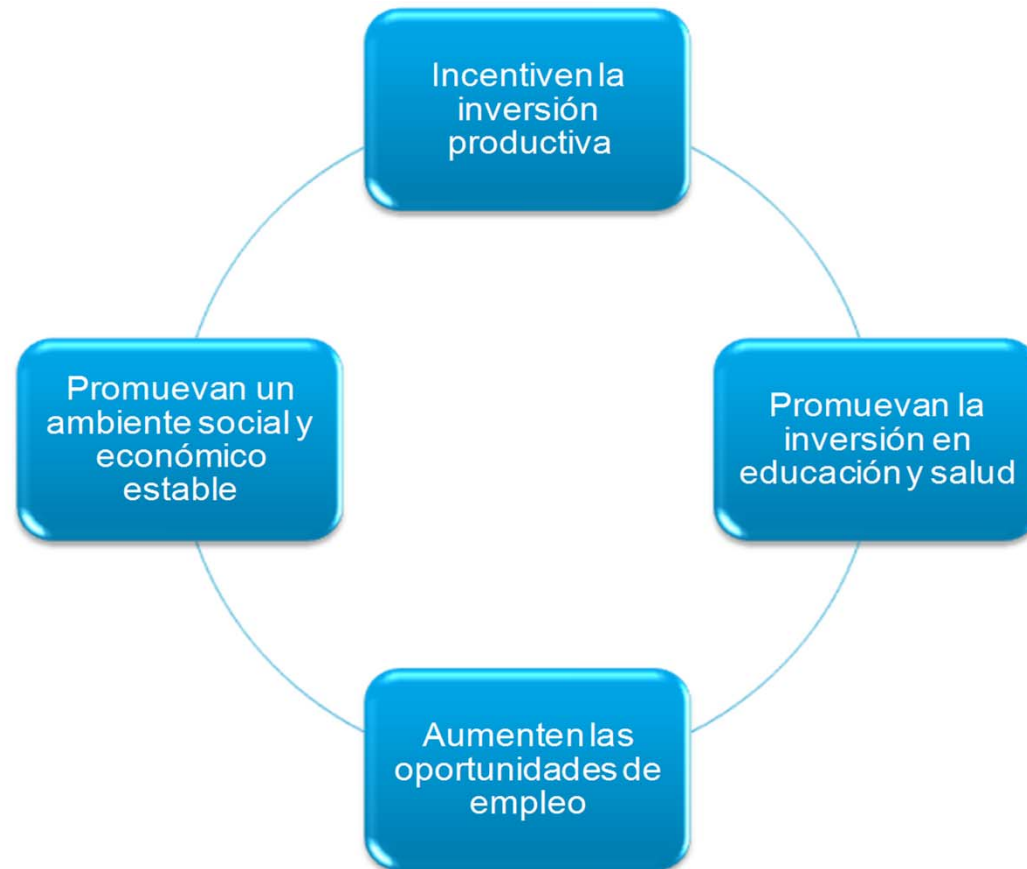 Incentiven la
inversión
productiva
Promuevan un
ambiente social y
económico
estable
Promuevan la
inversión en
educación y salud
Aumenten las
oportunidades de
empleo